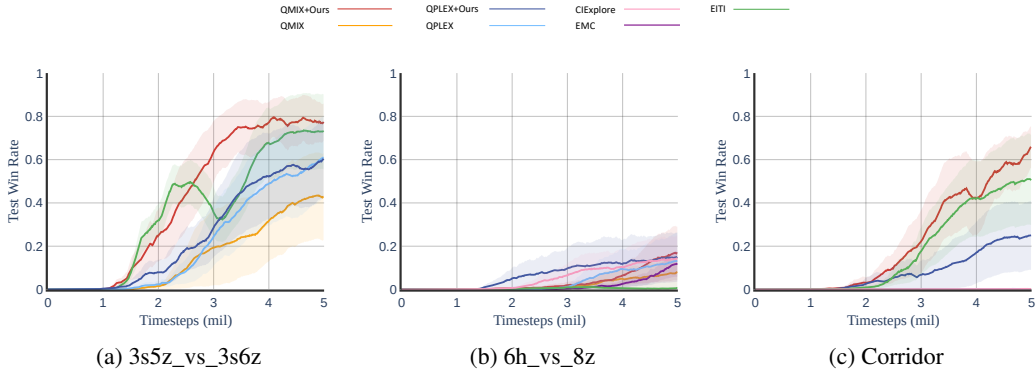 QMIX+Ours QPLEX+Ours CIExplore EITI
QMIX QPLEX EMC
1 1 1
0.8 0.8 0.8
0.6 0.6 0.6
0.4 0.4 0.4
0.2 0.2 0.2
0 0 0
Test Win Rate Test Win Rate Test Win Rate
0 1 2 3 4 5 0 1 2 3 4 5 0 1 2 3 4 5
Timesteps (mil) Timesteps (mil) Timesteps (mil)
(a) 3s5z_vs_3s6z (b) 6h_vs_8z (c) Corridor